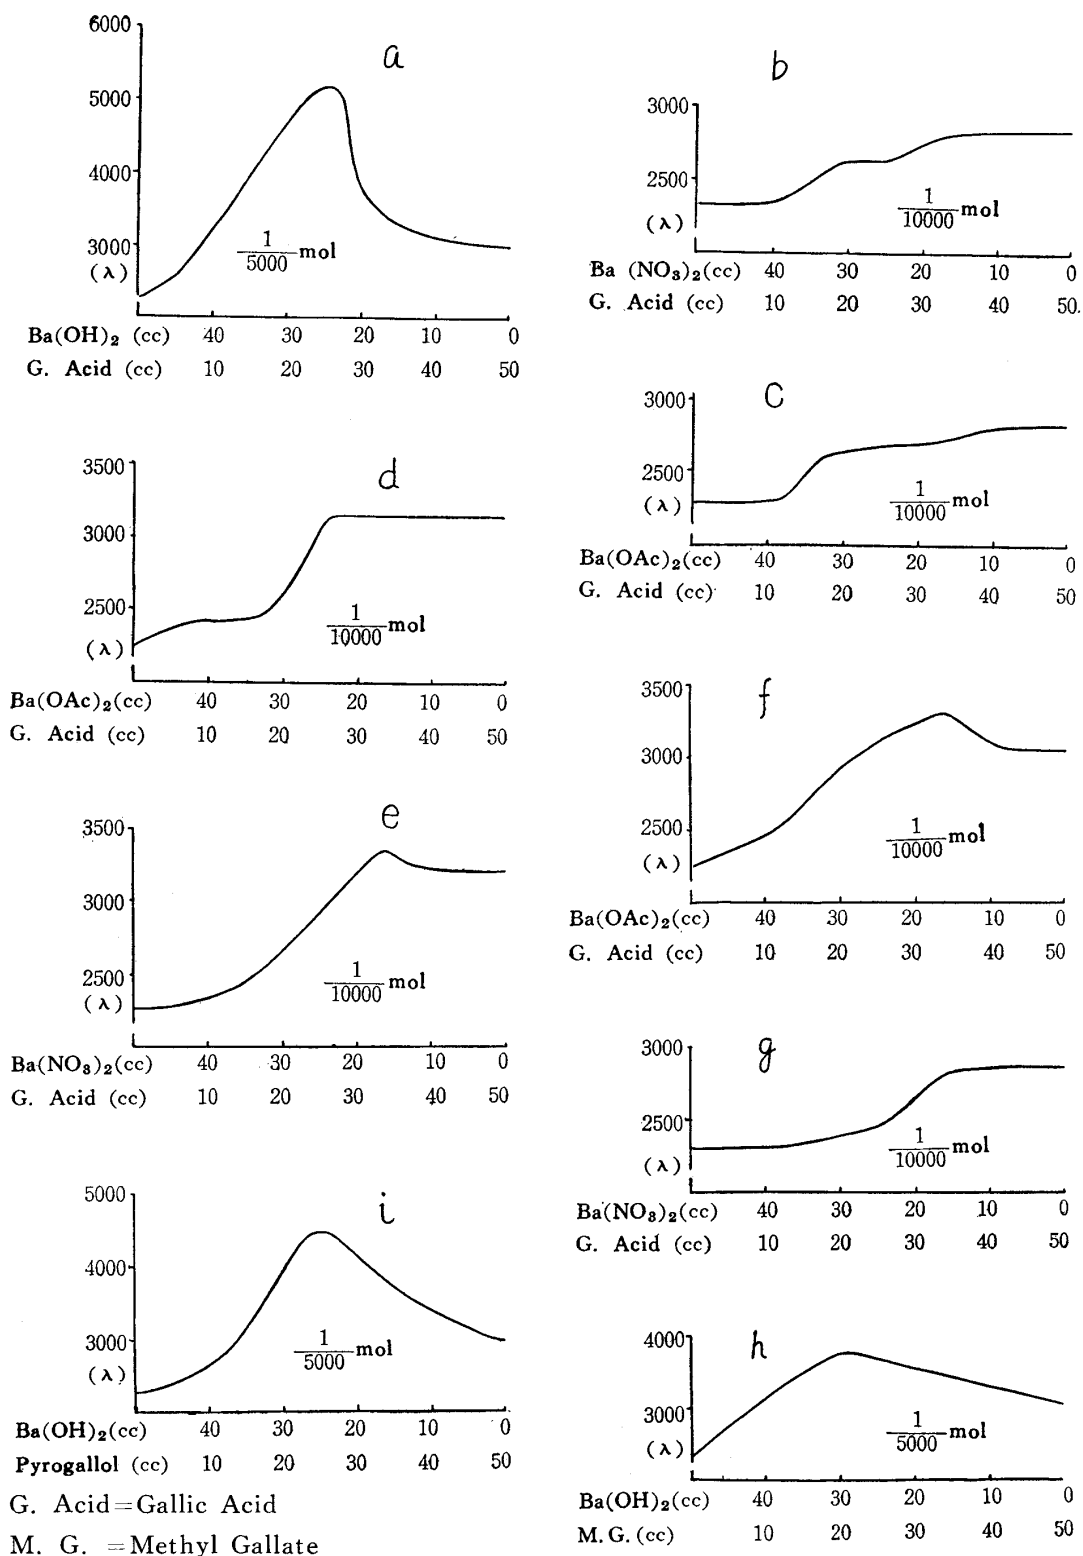 a
6000
5000
4000
3000
(λ)
1/5000 mol
Ba(OH)₂ (cc) 40 30 20 10 0
G. Acid (cc) 10 20 30 40 50
b
3000
2500
(λ)
1/10000 mol
Ba (NO₃)₂(cc) 40 30 20 10 0
G. Acid (cc) 10 20 30 40 50.
c
3000
2500
(λ)
1/10000 mol
Ba(OAc)₂(cc) 40 30 20 10 0
G. Acid (cc) 10 20 30 40 50
d
3500
3000
2500
(λ)
1/10000 mol
Ba(OAc)₂(cc) 40 30 20 10 0
G. Acid (cc) 10 20 30 40 50
f
3500
3000
2500
(λ)
1/10000 mol
Ba(OAc)₂(cc) 40 30 20 10 0
G. Acid (cc) 10 20 30 40 50
e
3500
3000
2500
(λ)
1/10000 mol
Ba(NO₃)₂(cc) 40 30 20 10 0
G. Acid (cc) 10 20 30 40 50
g
3000
2500
(λ)
1/10000 mol
Ba(NO₃)₂(cc) 40 30 20 10 0
G. Acid (cc) 10 20 30 40 50
i
5000
4000
3000
(λ)
1/5000 mol
Ba(OH)₂(cc) 40 30 20 10 0
Pyrogallol (cc) 10 20 30 40 50
h
4000
3000
(λ)
1/5000 mol
Ba(OH)₂(cc) 40 30 20 10 0
M. G. (cc) 10 20 30 40 50
G. Acid=Gallic Acid
M. G. =Methyl Gallate